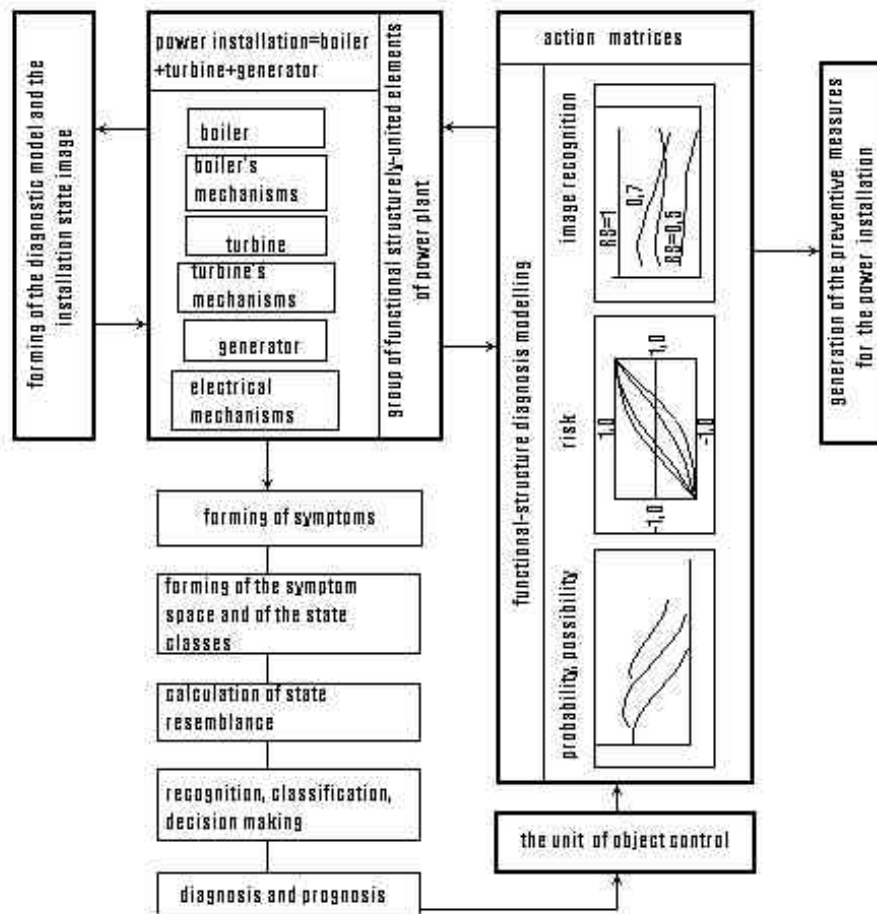 forming of the diagnostic model and the
installation state image
power installation=boiler
+turbine+generator
boiler
boiler's
mechanisms
turbine
turbine's
mechanisms
generator
electrical
mechanisms
group of functional structurely-united elements
of power plant
forming of symptoms
forming of the symptom
space and of the state
classes
calculation of state
resemblance
recognition, classification,
decision making
diagnosis and prognosis
action matrices
functional-structure diagnosis modelling
image recognition
RS=1
0,7
RS=0,5
risk
1,0
1,0
-1,0
-1,0
probability, possibility
the unit of object control
generation of the preventive measures
for the power installation